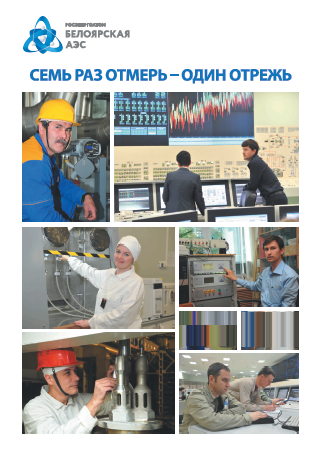 РОСЭНЕРГОАТОМ
БЕЛОЯРСКАЯ
АЭС
СЕМЬ РАЗ ОТМЕРЬ – ОДИН ОТРЕЖЬ